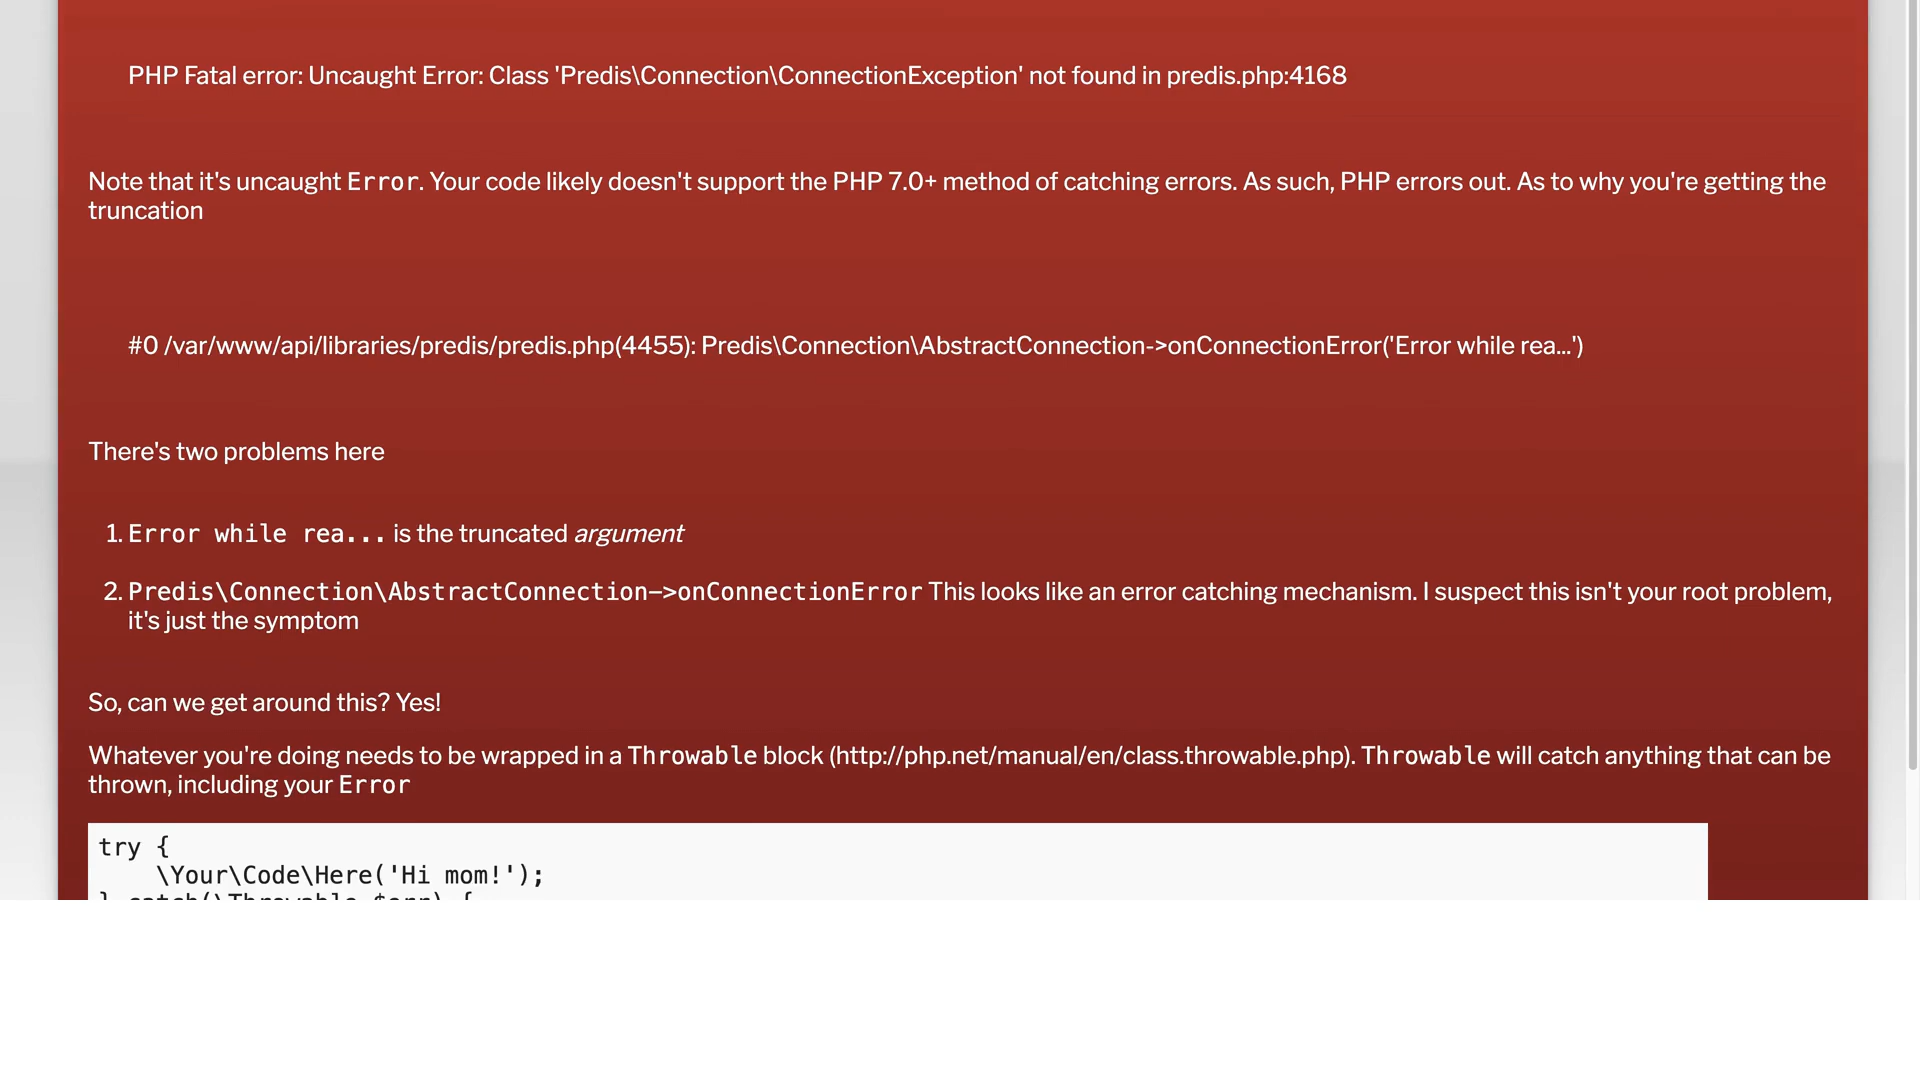 PHP Fatal error: Uncaught Error: Class 'Predis\Connection\ConnectionException' not found in predis.php:4168
Note that it's uncaught Error. Your code likely doesn't support the PHP 7.0+ method of catching errors. As such, PHP errors out. As to why you're getting the
truncation
#0 /var/www/api/libraries/predis/predis.php(4455): Predis\Connection\AbstractConnection->onConnectionError('Error while rea...')
There's two problems here
1. Error while rea... is the truncated argument
2. Predis\Connection\AbstractConnection->onConnectionError This looks like an error catching mechanism. I suspect this isn't your root problem,
it's just the symptom
So, can we get around this? Yes!
Whatever you're doing needs to be wrapped in a Throwable block (http://php.net/manual/en/class.throwable.php). Throwable will catch anything that can be
thrown, including your Error
try {
    \Your\Code\Here('Hi mom!');
} catch(\Throwable $err) {